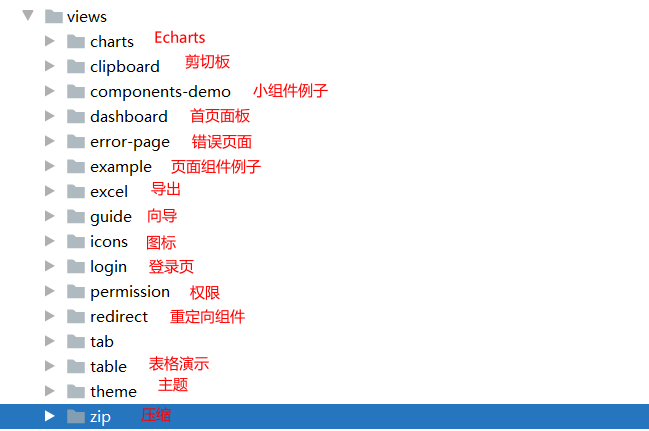 views
charts Echarts
clipboard 剪切板
components-demo 小组件例子
dashboard 首页面板
error-page 错误页面
example 页面组件例子
excel 导出
guide 向导
icons 图标
login 登录页
permission 权限
redirect 重定向组件
tab
table 表格演示
theme 主题
zip 压缩